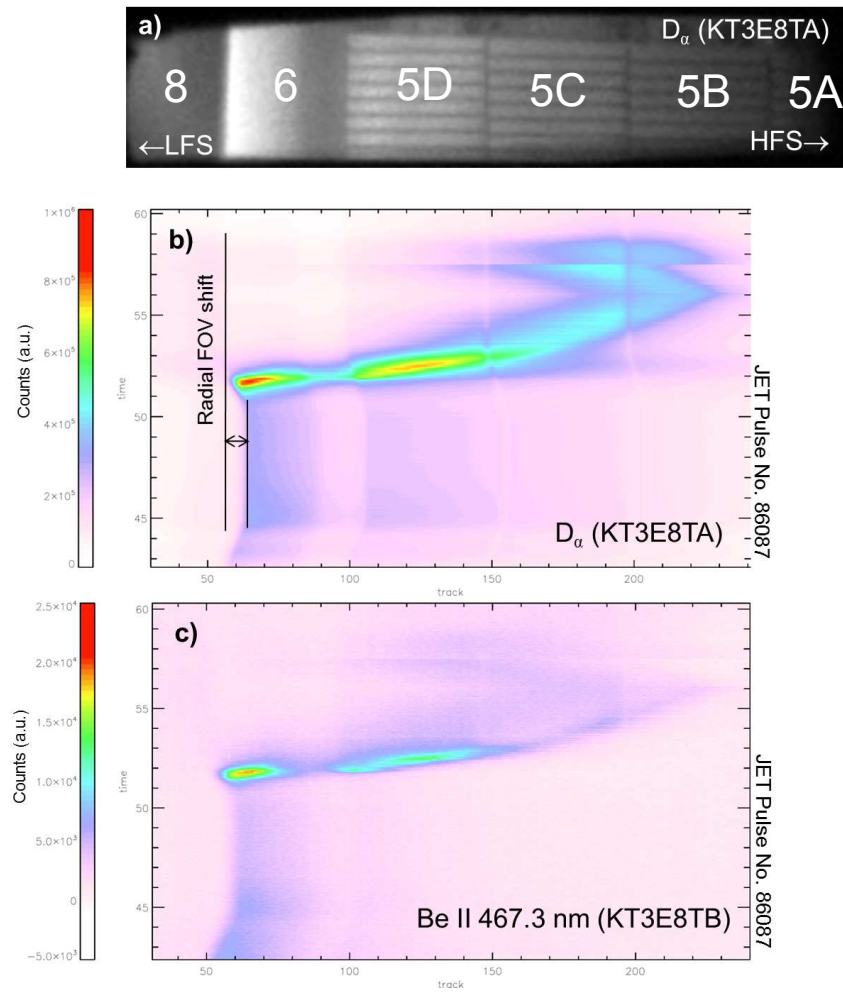 a)
Dα (KT3E8TA)
8 6 5D 5C 5B 5A
←LFS HFS→
b)
Counts (a.u.)
1×10⁶
8×10⁵
6×10⁵
4×10⁵
2×10⁵
0
time
60
55
50
45
Radial FOV shift
Dα (KT3E8TA)
JET Pulse No. 86087
50 100 150 200
track
c)
Counts (a.u.)
2.5×10⁴
2.0×10⁴
1.5×10⁴
1.0×10⁴
5.0×10³
0
-5.0×10³
time
60
55
50
45
Be II 467.3 nm (KT3E8TB)
JET Pulse No. 86087
50 100 150 200
track